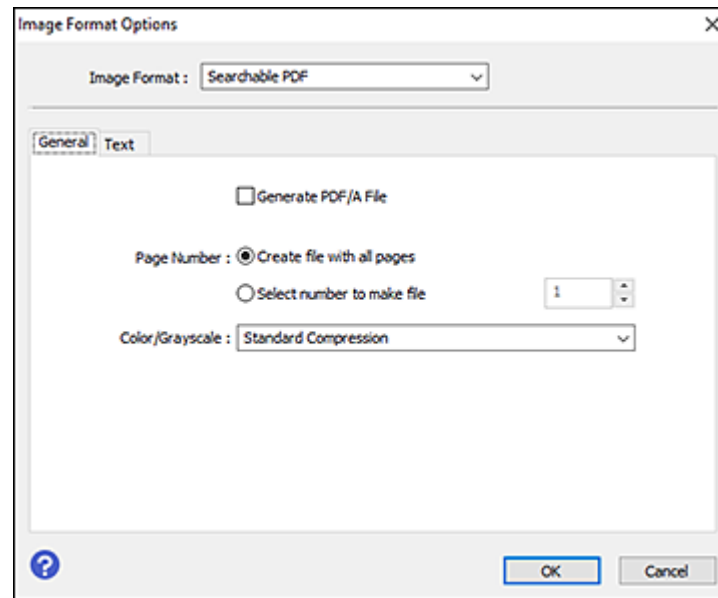 Image Format Options
Image Format : Searchable PDF
General Text
Generate PDF/A File
Page Number : Create file with all pages
Select number to make file 1
Color/Grayscale : Standard Compression
? OK Cancel